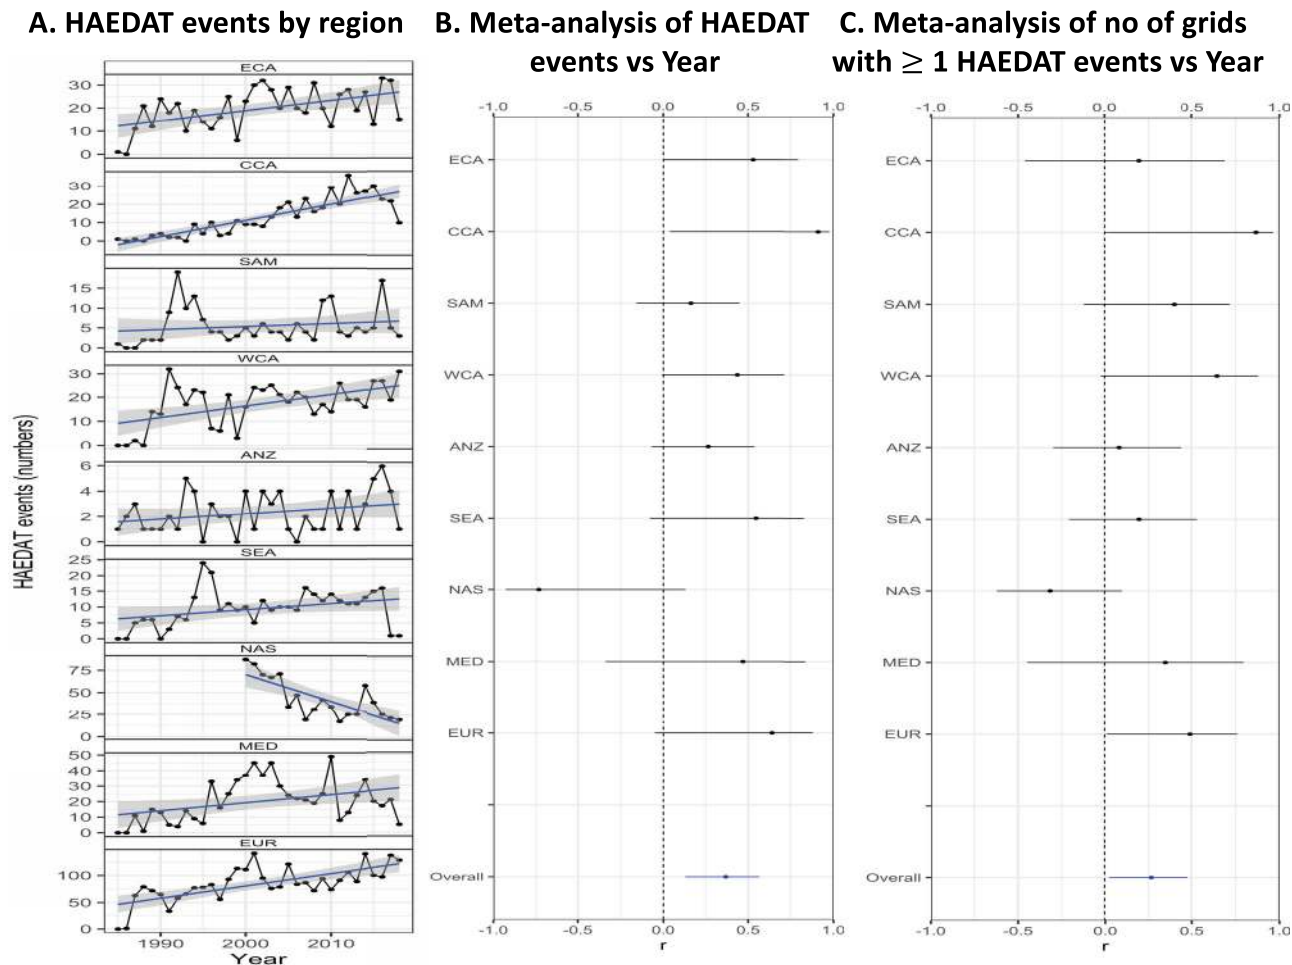 A. HAEDAT events by region
B. Meta-analysis of HAEDAT
events vs Year
C. Meta-analysis of no of grids
with ≥ 1 HAEDAT events vs Year
HAEDAT events (numbers)
ECA
30
20
10
0
CCA
30
20
10
0
SAM
15
10
5
0
WCA
30
20
10
0
ANZ
6
4
2
0
SEA
25
20
15
10
5
0
NAS
75
50
25
0
MED
50
40
30
20
10
0
EUR
100
50
0
1990 2000 2010
Year
-1.0 -0.5 0.0 0.5 1.0
ECA
CCA
SAM
WCA
ANZ
SEA
NAS
MED
EUR
Overall
-1.0 -0.5 0.0 0.5 1.0
r
-1.0 -0.5 0.0 0.5 1.0
ECA
CCA
SAM
WCA
ANZ
SEA
NAS
MED
EUR
Overall
-1.0 -0.5 0.0 0.5 1.0
r